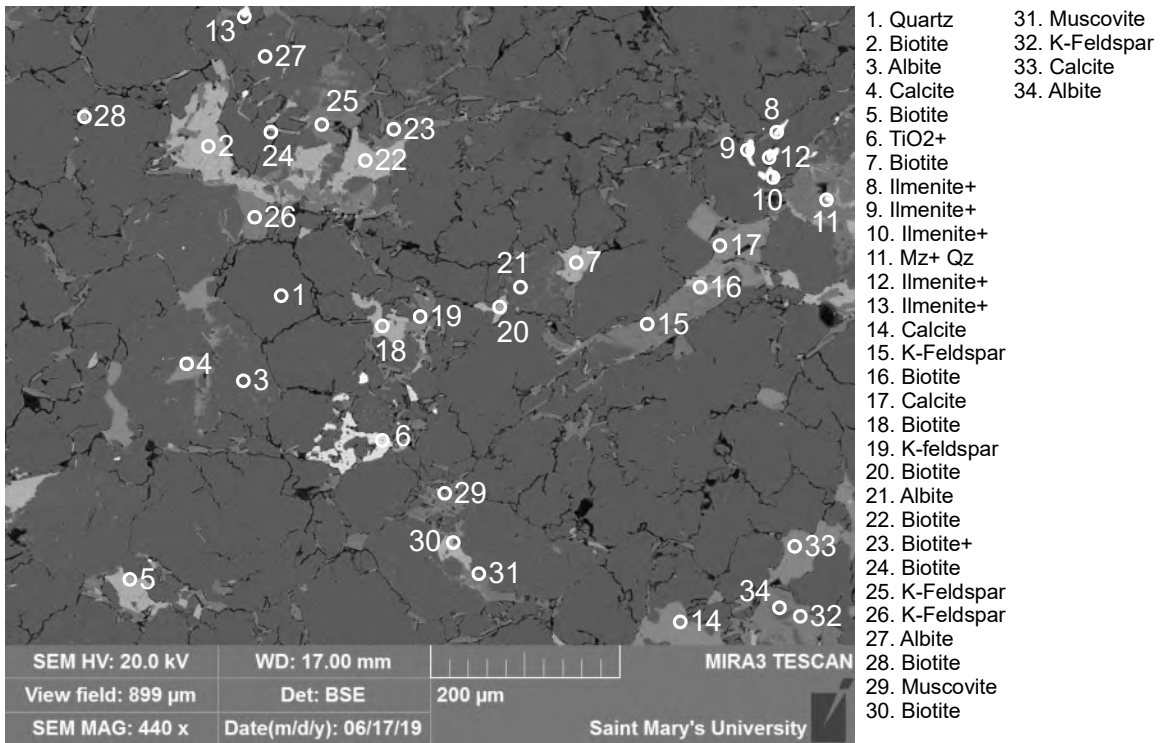 13
27
28
25
23
2
24
22
26
8
9
12
10
11
17
21
7
1
16
20
19
15
18
4
3
6
29
30
31
33
5
34
32
14
SEM HV: 20.0 kV
WD: 17.00 mm
MIRA3 TESCAN
View field: 899 µm
Det: BSE
200 µm
SEM MAG: 440 x
Date(m/d/y): 06/17/19
Saint Mary's University
1. Quartz
2. Biotite
3. Albite
4. Calcite
5. Biotite
6. TiO2+
7. Biotite
8. Ilmenite+
9. Ilmenite+
10. Ilmenite+
11. Mz+ Qz
12. Ilmenite+
13. Ilmenite+
14. Calcite
15. K-Feldspar
16. Biotite
17. Calcite
18. Biotite
19. K-feldspar
20. Biotite
21. Albite
22. Biotite
23. Biotite+
24. Biotite
25. K-Feldspar
26. K-Feldspar
27. Albite
28. Biotite
29. Muscovite
30. Biotite
31. Muscovite
32. K-Feldspar
33. Calcite
34. Albite